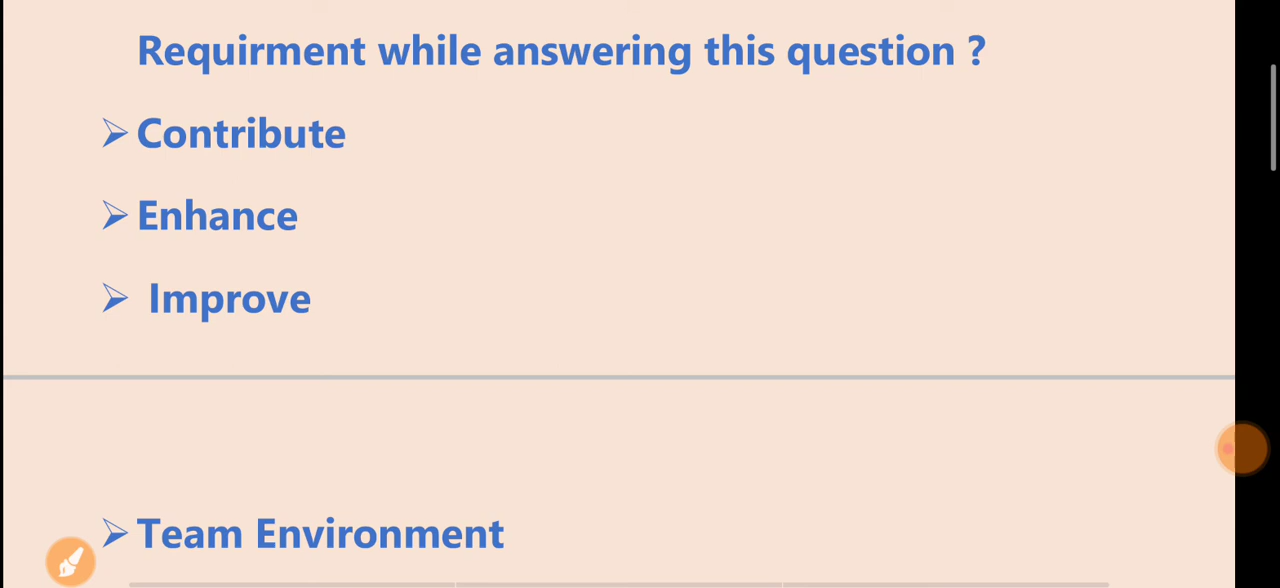 Requirment while answering this question ?
Contribute
Enhance
Improve
Team Environment